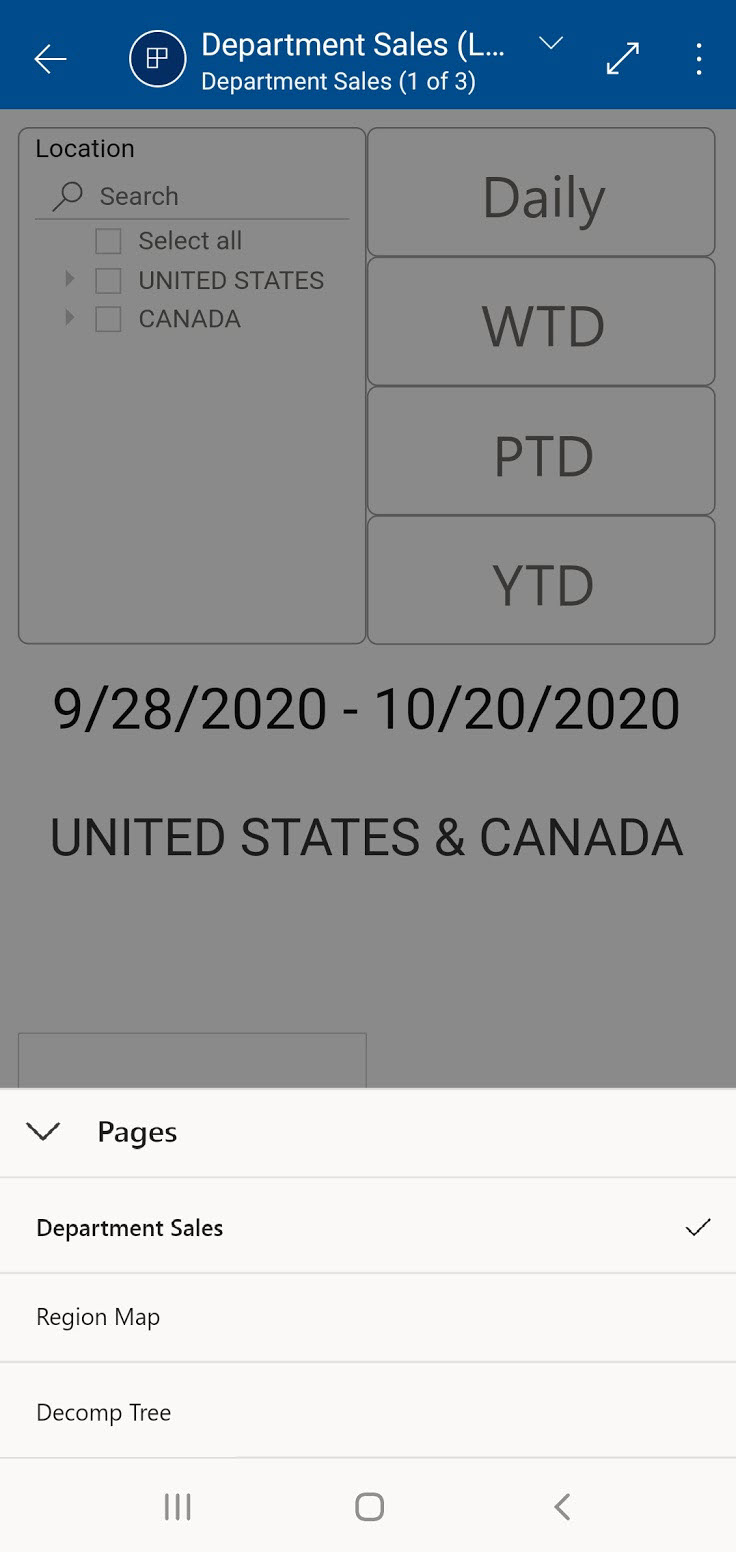 Department Sales (L...
Department Sales (1 of 3)
Location
Search
Select all
UNITED STATES
CANADA
Daily
WTD
PTD
YTD
9/28/2020 - 10/20/2020
UNITED STATES & CANADA
Pages
Department Sales
Region Map
Decomp Tree